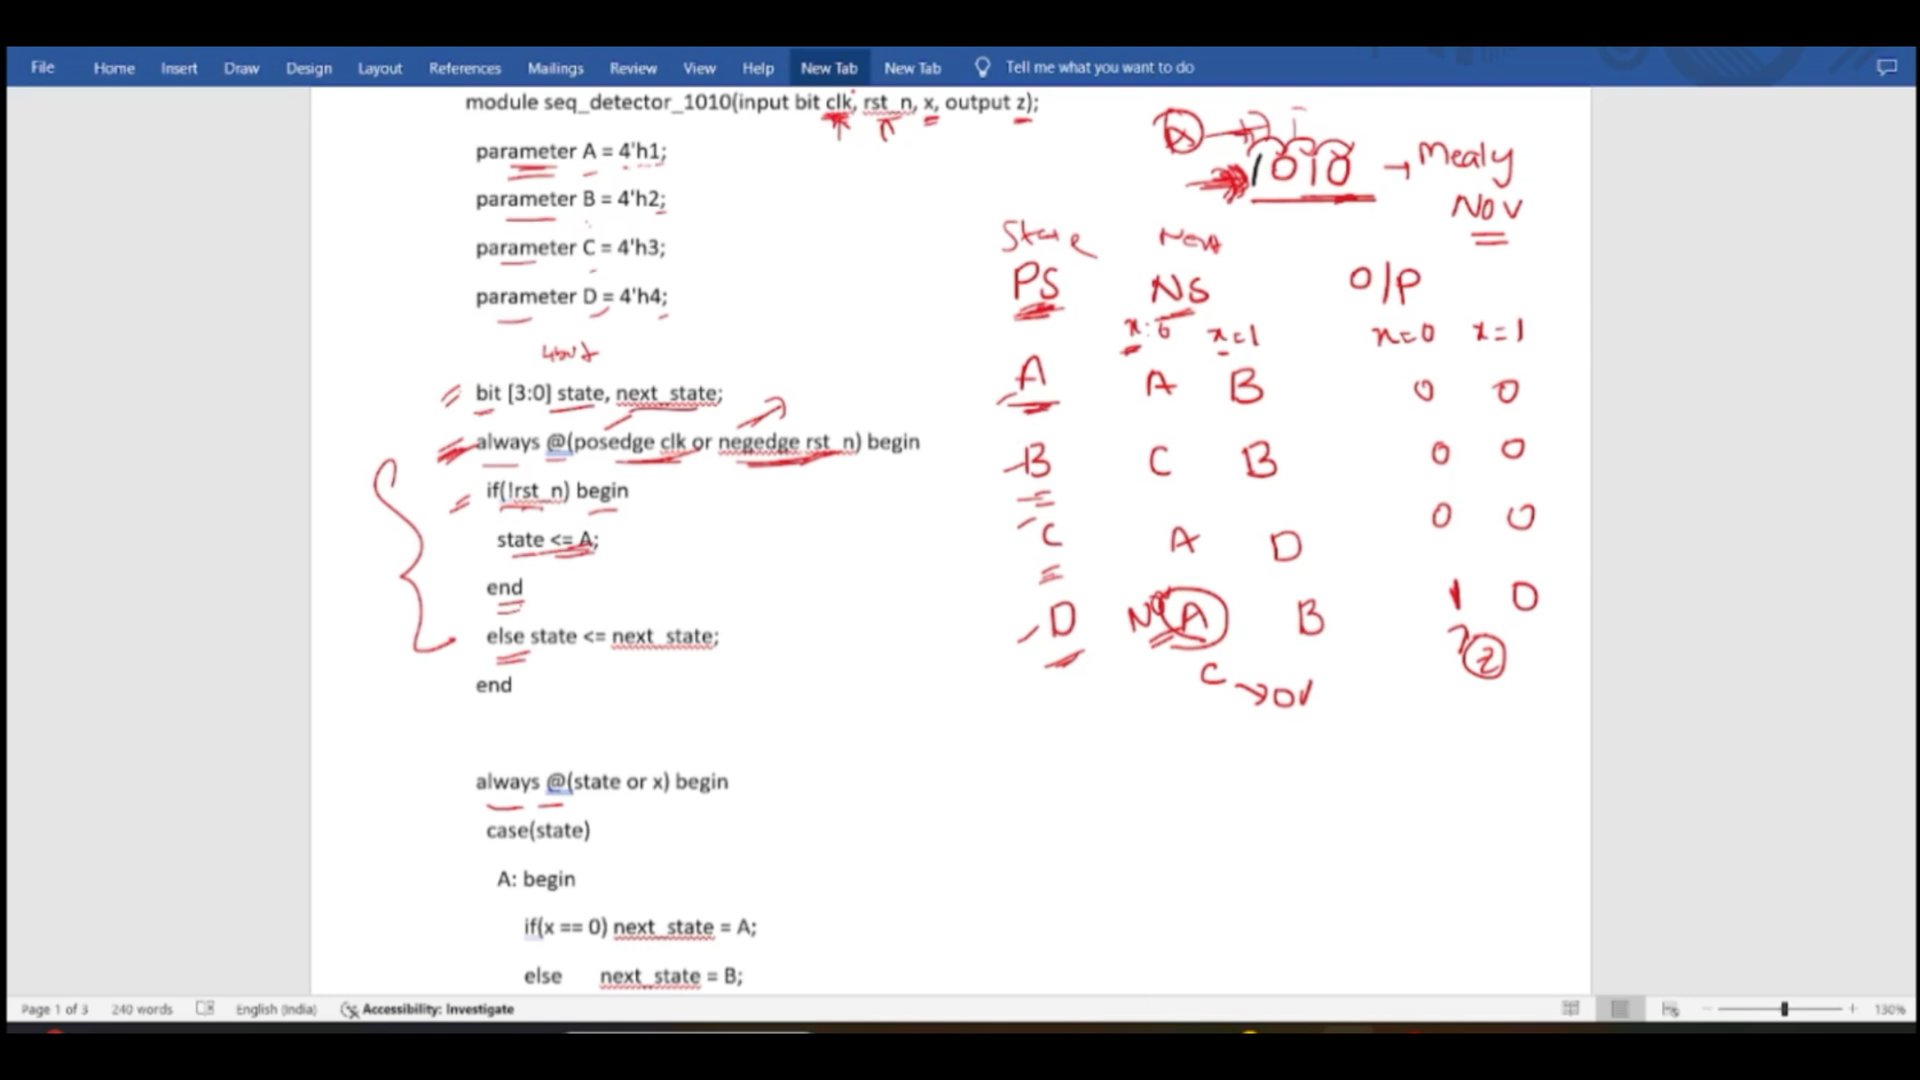 File Home Insert Draw Design Layout References Mailings Review View Help New Tab New Tab Tell me what you want to do
module seq_detector_1010(input bit clk, rst_n, x, output z);
parameter A = 4'h1;
parameter B = 4'h2;
parameter C = 4'h3;
parameter D = 4'h4;
bit [3:0] state, next_state;
always @(posedge clk or negedge rst_n) begin
if(!rst_n) begin
state <= A;
end
else state <= next_state;
end
always @(state or x) begin
case(state)
A: begin
if(x == 0) next_state = A;
else next_state = B;
1010 → Mealy
NOV
State
PS NS O/P
x=1 x=0 x=1
A A B 0 0
B C B 0 0
C A D 0 0
D A B 1 0
C → OV
z
Page 1 of 3 240 words English (India) Accessibility: Investigate 130%